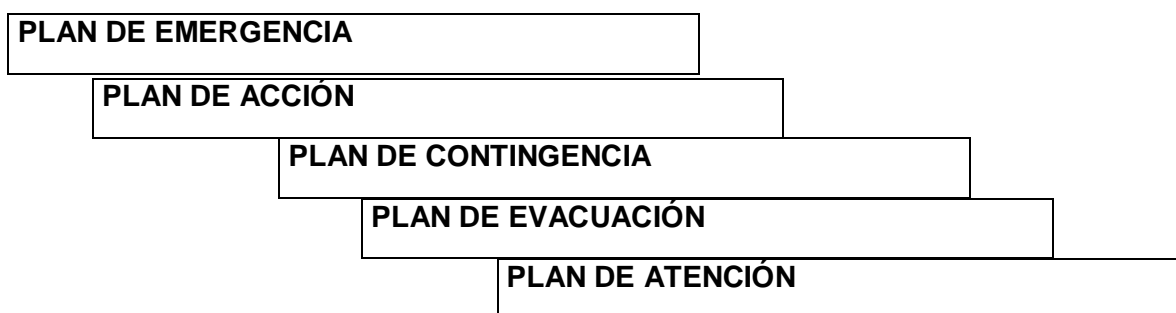 PLAN DE EMERGENCIA
PLAN DE ACCIÓN
PLAN DE CONTINGENCIA
PLAN DE EVACUACIÓN
PLAN DE ATENCIÓN